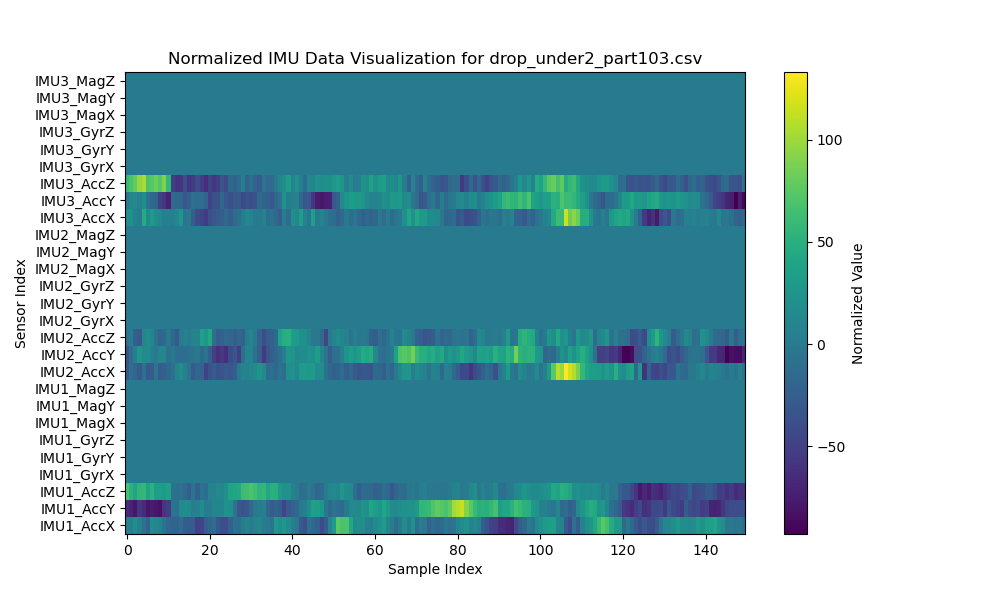 Normalized IMU Data Visualization for drop_under2_part103.csv
IMU3_MagZ
IMU3_MagY
IMU3_MagX
IMU3_GyrZ
IMU3_GyrY
IMU3_GyrX
IMU3_AccZ
IMU3_AccY
IMU3_AccX
IMU2_MagZ
IMU2_MagY
IMU2_MagX
IMU2_GyrZ
IMU2_GyrY
IMU2_GyrX
IMU2_AccZ
IMU2_AccY
IMU2_AccX
IMU1_MagZ
IMU1_MagY
IMU1_MagX
IMU1_GyrZ
IMU1_GyrY
IMU1_GyrX
IMU1_AccZ
IMU1_AccY
IMU1_AccX
Sensor Index
0 20 40 60 80 100 120 140
Sample Index
100
50
0
−50
Normalized Value